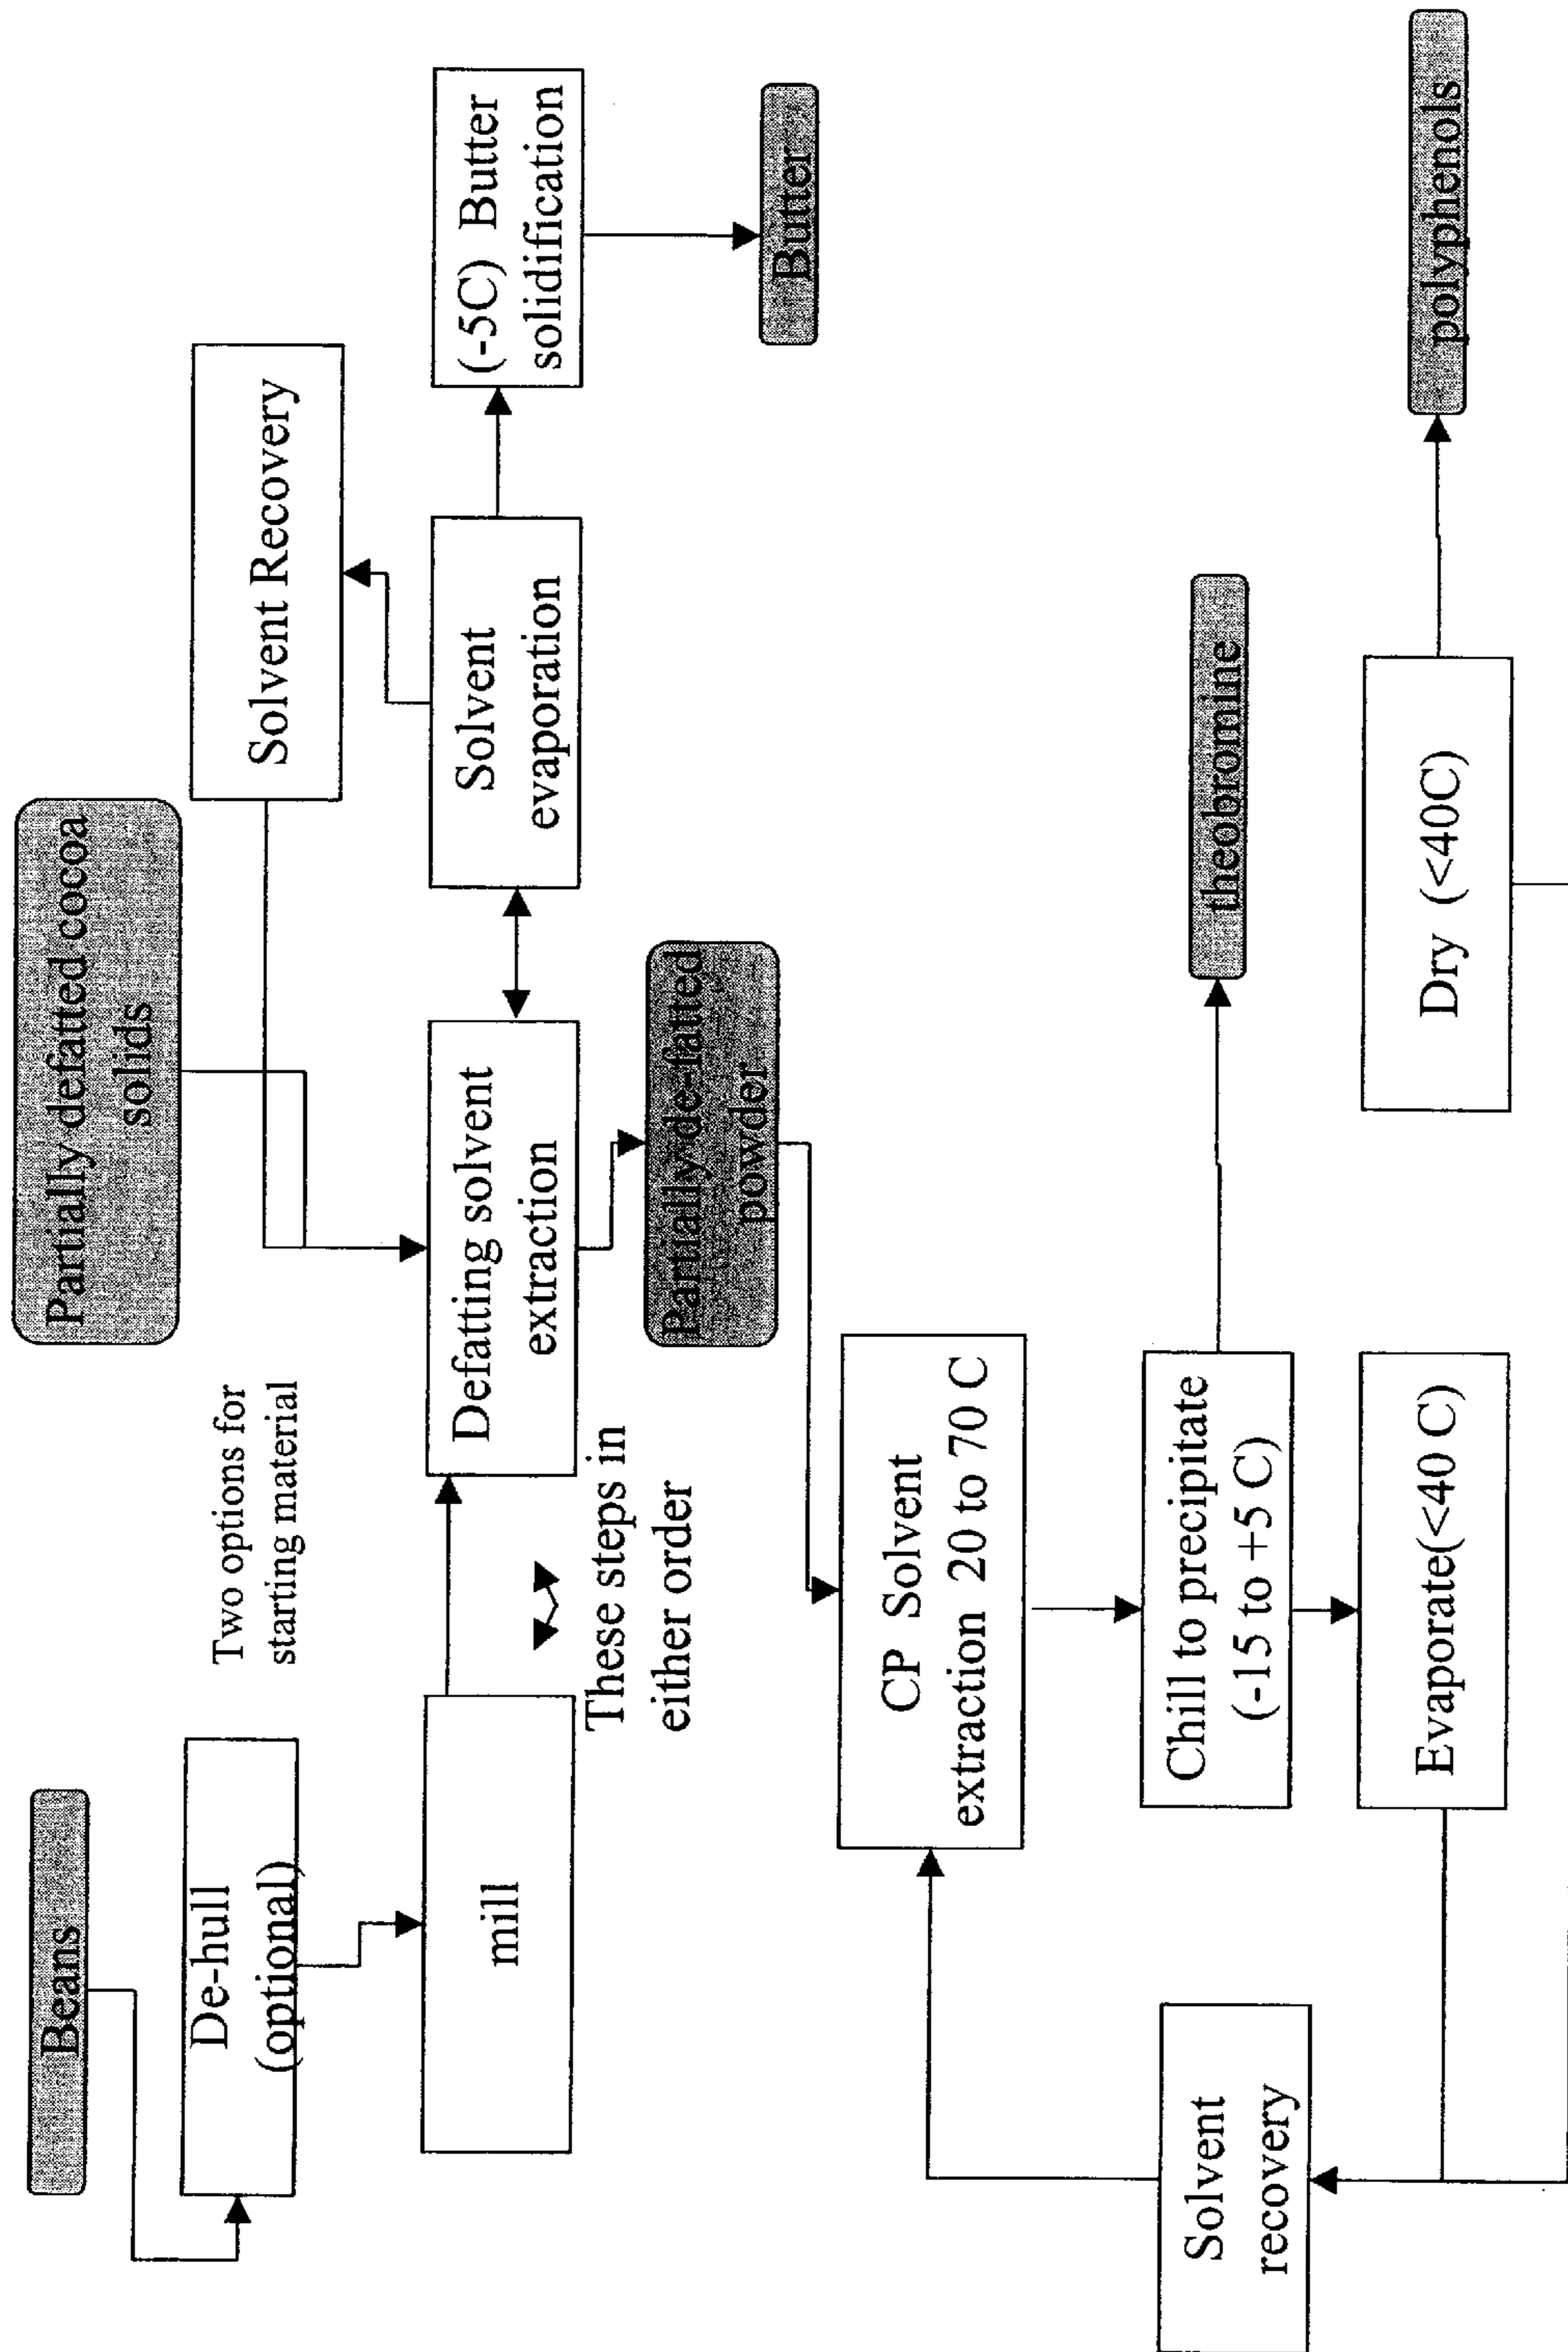 Beans
De-hull
(optional)
mill
Two options for
starting material
These steps in
either order
Partially defatted cocoa
solids
Defatting solvent
extraction
Partially de-fatted
powder
Solvent Recovery
Solvent
evaporation
(-5C) Butter
solidification
Butter
CP Solvent
extraction 20 to 70 C
Solvent
recovery
Chill to precipitate
(-15 to +5 C)
theobromine
Evaporate(<40 C)
Dry (<40C)
polyphenols